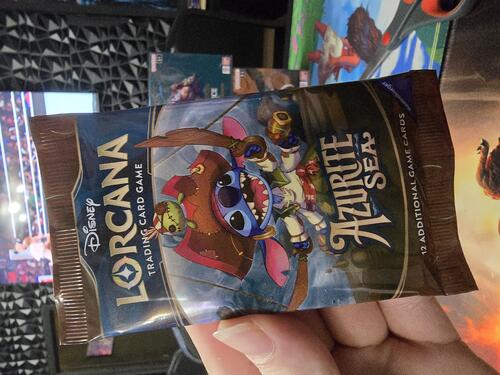 Disney
LORCANA
TRADING CARD GAME
AZURITE
SEA
12 ADDITIONAL GAME CARDS